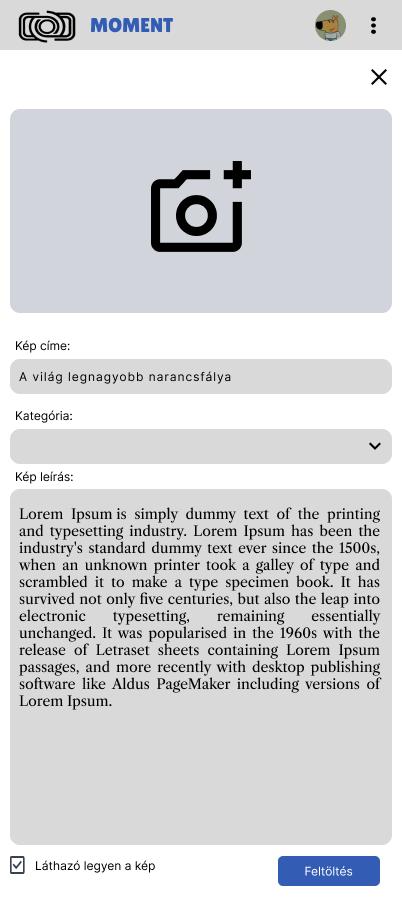 MOMENT
Kép címe:
A világ legnagyobb narancsfálya
Kategória:
Kép leírás:
Lorem Ipsum is simply dummy text of the printing
and typesetting industry. Lorem Ipsum has been the
industry's standard dummy text ever since the 1500s,
when an unknown printer took a galley of type and
scrambled it to make a type specimen book. It has
survived not only five centuries, but also the leap into
electronic typesetting, remaining essentially
unchanged. It was popularised in the 1960s with the
release of Letraset sheets containing Lorem Ipsum
passages, and more recently with desktop publishing
software like Aldus PageMaker including versions of
Lorem Ipsum.
Láthazó legyen a kép
Feltöltés